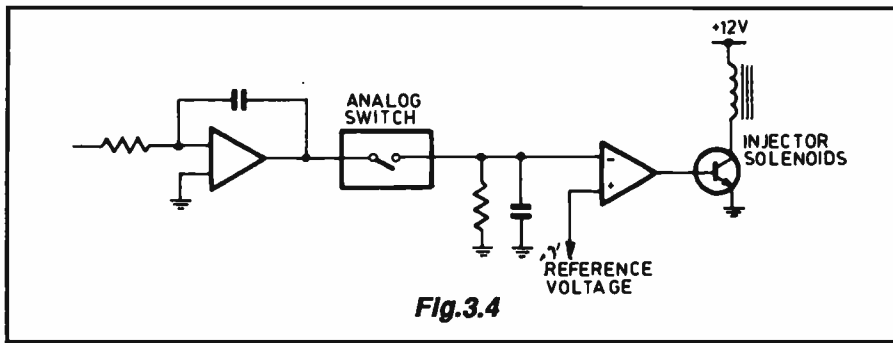 +12V
ANALOG
SWITCH
INJECTOR
SOLENOIDS
-
+
REFERENCE
VOLTAGE
Fig.3.4